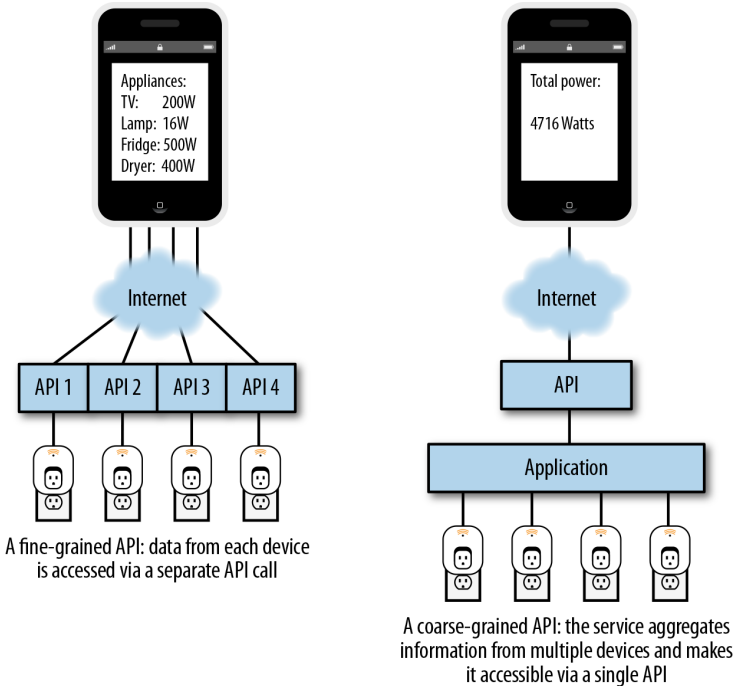 Appliances:
TV: 200W
Lamp: 16W
Fridge: 500W
Dryer: 400W
Internet
API 1
API 2
API 3
API 4
A fine-grained API: data from each device
is accessed via a separate API call
Total power:
4716 Watts
Internet
API
Application
A coarse-grained API: the service aggregates
information from multiple devices and makes
it accessible via a single API